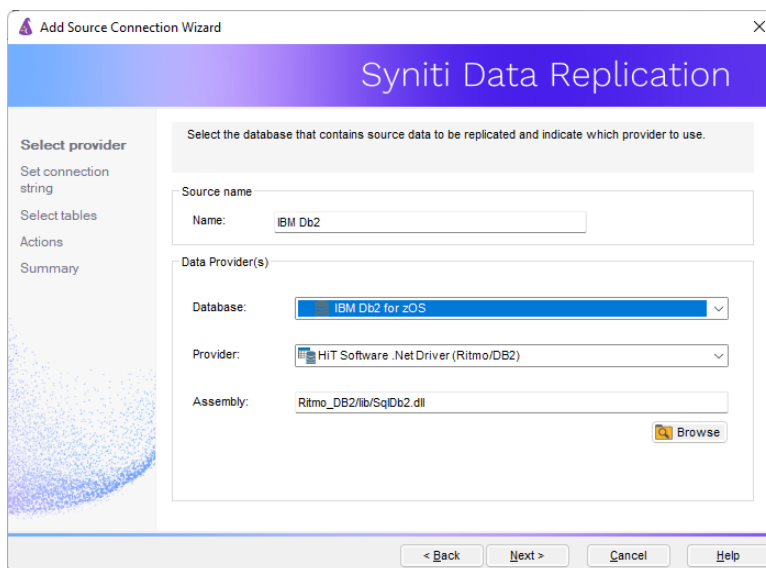 Add Source Connection Wizard
Syniti Data Replication
Select provider
Set connection
string
Select tables
Actions
Summary
Select the database that contains source data to be replicated and indicate which provider to use.
Source name
Name:
IBM Db2
Data Provider(s)
Database:
IBM Db2 for zOS
Provider:
HiT Software .Net Driver (Ritmo/DB2)
Assembly:
Ritmo_DB2/lib/SqlDb2.dll
Browse
< Back
Next >
Cancel
Help